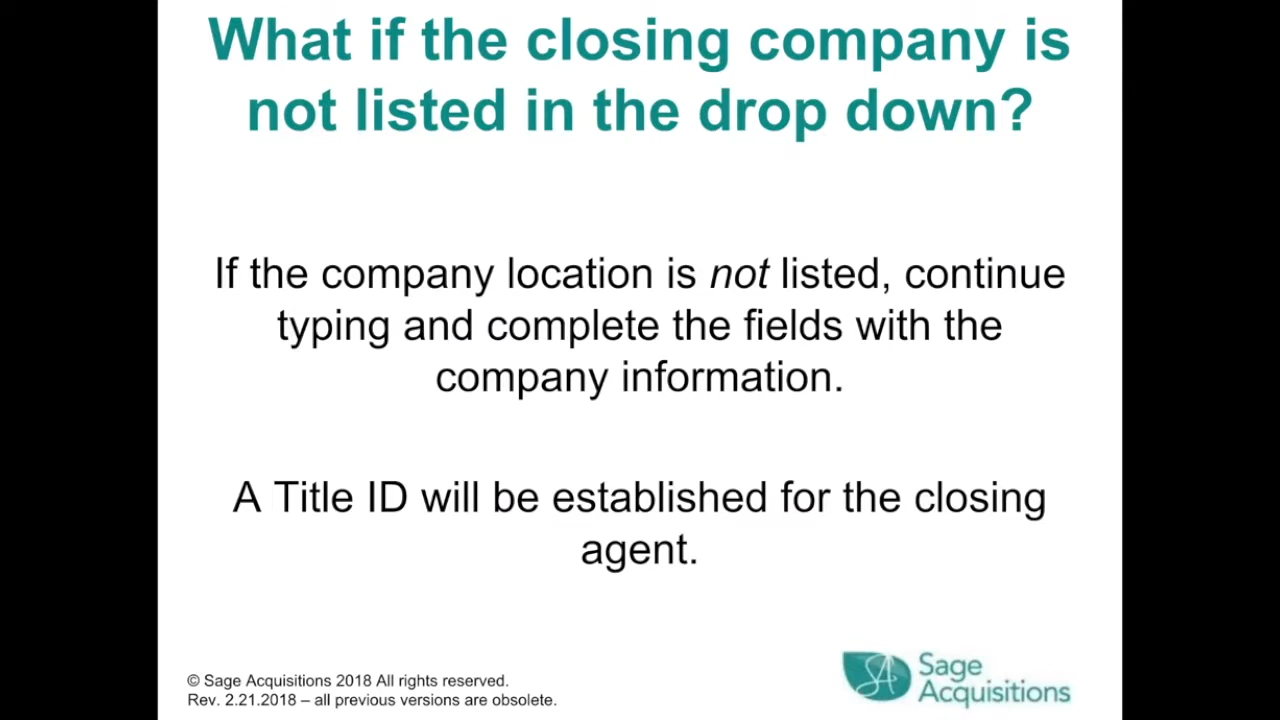 What if the closing company is
not listed in the drop down?
If the company location is not listed, continue
typing and complete the fields with the
company information.
A Title ID will be established for the closing
agent.
© Sage Acquisitions 2018 All rights reserved.
Rev. 2.21.2018 – all previous versions are obsolete.
SA
Sage
Acquisitions